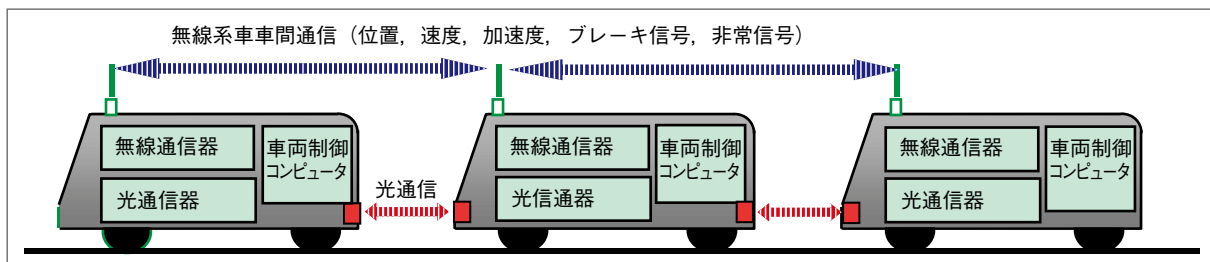 無線系車車間通信（位置，速度，加速度，ブレーキ信号，非常信号）
無線通信器
光通信器
車両制御
コンピュータ
光通信
無線通信器
光信通器
車両制御
コンピュータ
無線通信器
光通信器
車両制御
コンピュータ